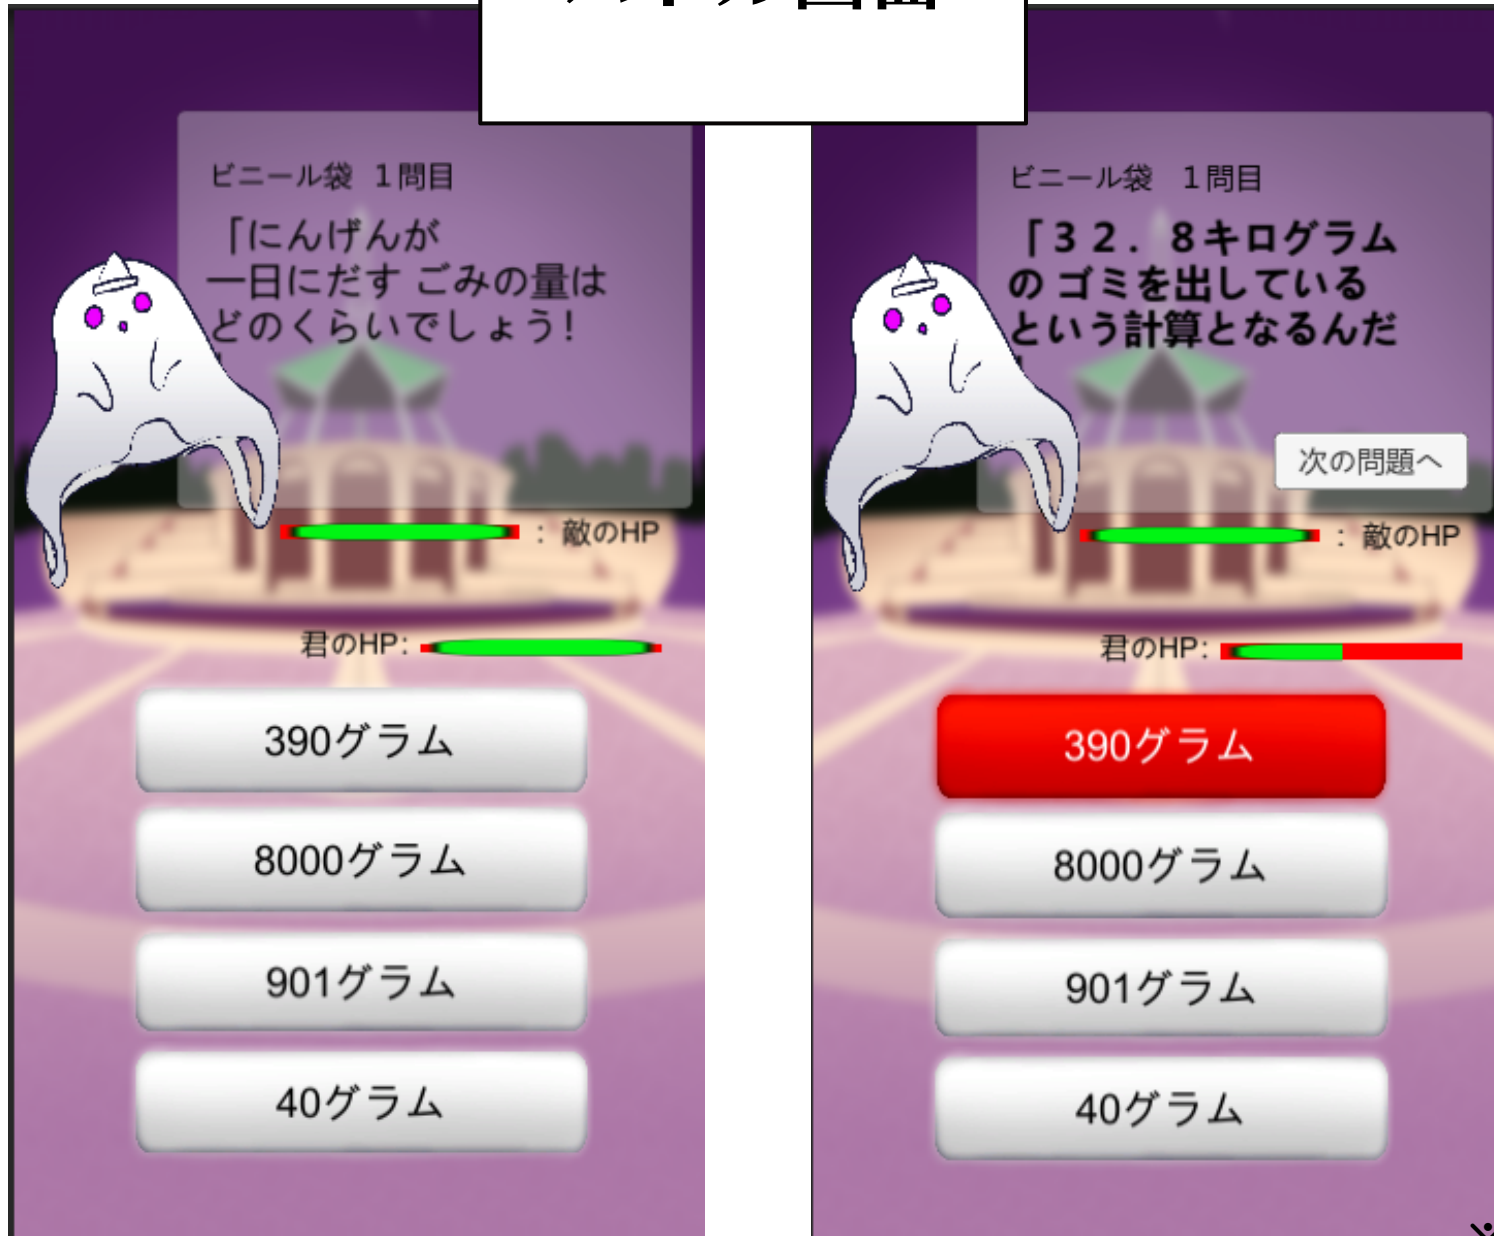 ビニール袋 1問目
「にんげんが
一日にだす ごみの量は
どのくらいでしょう!
:敵のHP
君のHP:
390グラム
8000グラム
901グラム
40グラム
ビニール袋 1問目
「32.8キログラム
の ゴミを出している
という計算となるんだ
次の問題へ
:敵のHP
君のHP:
390グラム
8000グラム
901グラム
40グラム
※